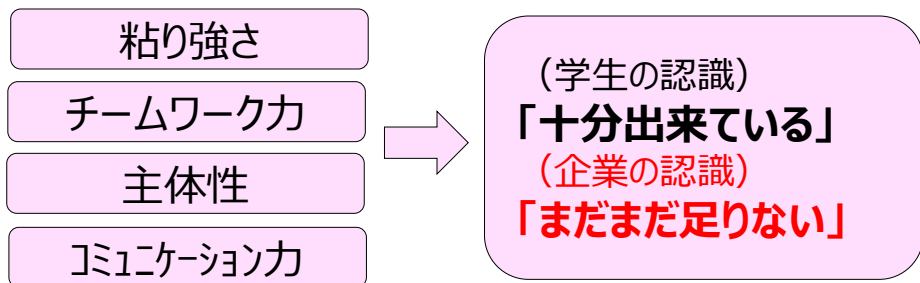 粘り強さ
チームワーク力
主体性
ｺﾐｭﾆｹｰｼｮﾝ力
（学生の認識）
「十分出来ている」
（企業の認識）
「まだまだ足りない」